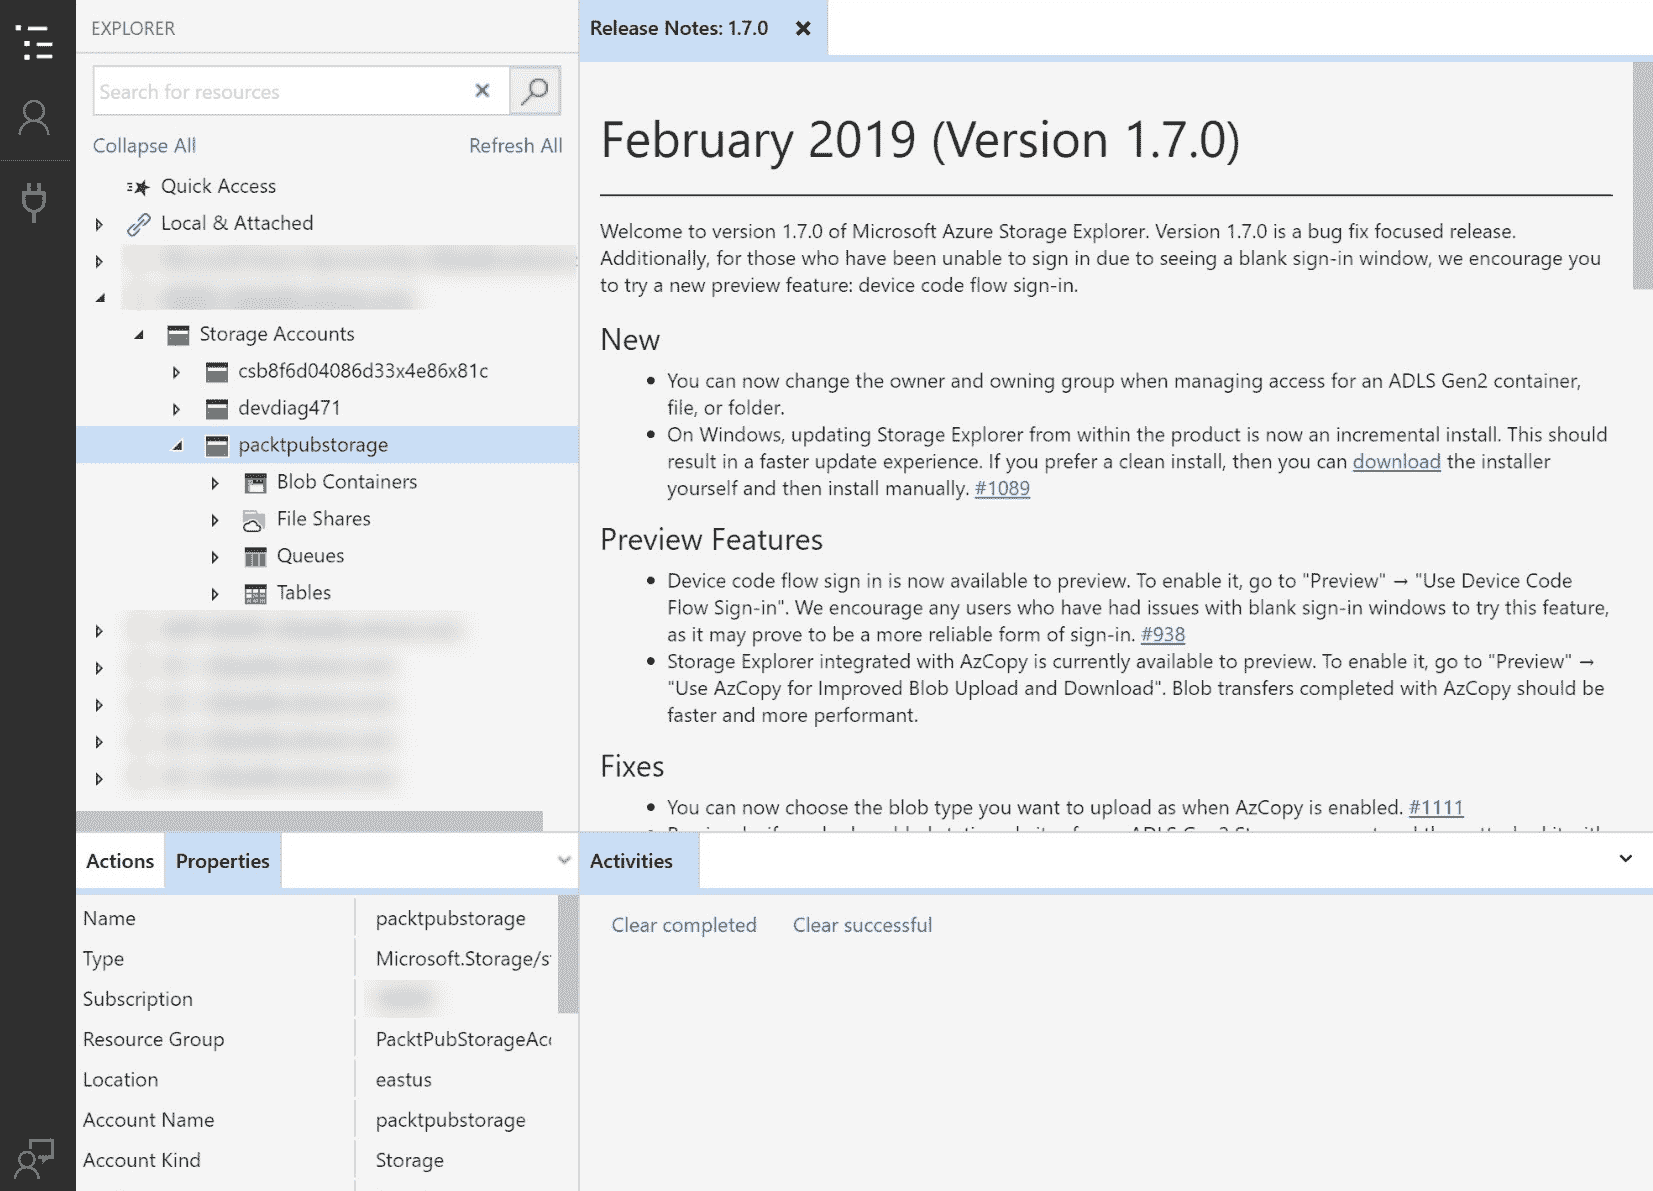 EXPLORER
Search for resources
Collapse All
Refresh All
Quick Access
Local & Attached
Storage Accounts
csb8f6d04086d33x4e86x81c
devdiag471
packtpubstorage
Blob Containers
File Shares
Queues
Tables
Actions
Properties
Name packtpubstorage
Type Microsoft.Storage/s
Subscription
Resource Group PacktPubStorageAcc
Location eastus
Account Name packtpubstorage
Account Kind Storage
Release Notes: 1.7.0
February 2019 (Version 1.7.0)
Welcome to version 1.7.0 of Microsoft Azure Storage Explorer. Version 1.7.0 is a bug fix focused release.
Additionally, for those who have been unable to sign in due to seeing a blank sign-in window, we encourage you
to try a new preview feature: device code flow sign-in.
New
You can now change the owner and owning group when managing access for an ADLS Gen2 container,
file, or folder.
On Windows, updating Storage Explorer from within the product is now an incremental install. This should
result in a faster update experience. If you prefer a clean install, then you can download the installer
yourself and then install manually. #1089
Preview Features
Device code flow sign in is now available to preview. To enable it, go to "Preview" → "Use Device Code
Flow Sign-in". We encourage any users who have had issues with blank sign-in windows to try this feature,
as it may prove to be a more reliable form of sign-in. #938
Storage Explorer integrated with AzCopy is currently available to preview. To enable it, go to "Preview" →
"Use AzCopy for Improved Blob Upload and Download". Blob transfers completed with AzCopy should be
faster and more performant.
Fixes
You can now choose the blob type you want to upload as when AzCopy is enabled. #1111
Activities
Clear completed
Clear successful